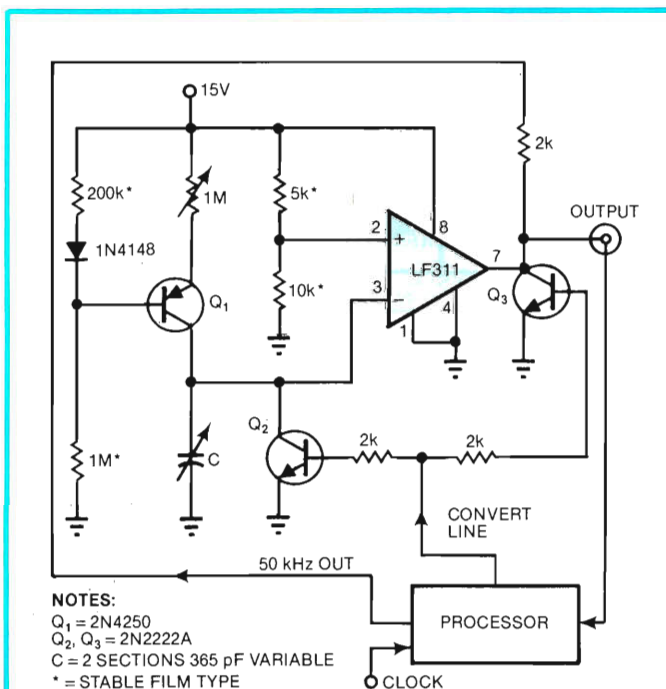 15V
2k
200k*
1M
5k*
OUTPUT
1N4148
2
+
8
LF311
7
Q1
10k*
3
−
1
4
Q3
Q2
1M*
C
2k
2k
CONVERT
LINE
50 kHz OUT
NOTES:
Q1 = 2N4250
Q2, Q3 = 2N2222A
C = 2 SECTIONS 365 pF VARIABLE
* = STABLE FILM TYPE
PROCESSOR
CLOCK